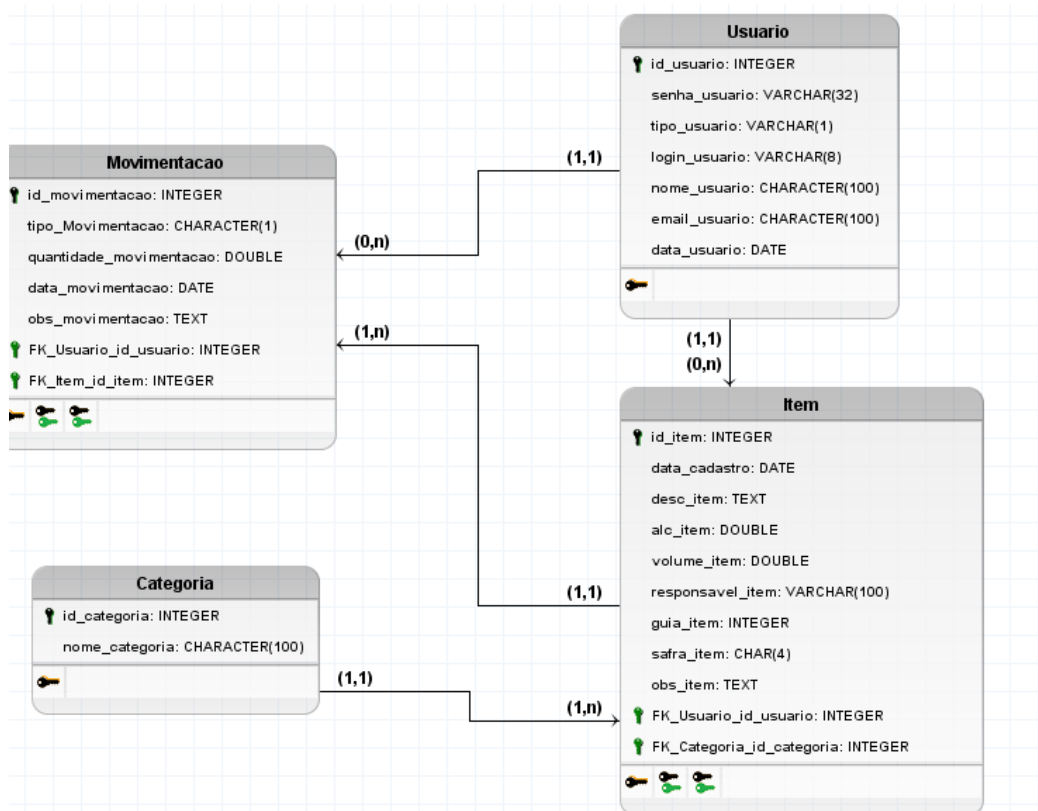 Usuario
id_usuario: INTEGER
senha_usuario: VARCHAR(32)
tipo_usuario: VARCHAR(1)
login_usuario: VARCHAR(8)
nome_usuario: CHARACTER(100)
email_usuario: CHARACTER(100)
data_usuario: DATE
(1,1)
Movimentacao
id_movimentacao: INTEGER
tipo_Movimentacao: CHARACTER(1)
quantidade_movimentacao: DOUBLE
data_movimentacao: DATE
obs_movimentacao: TEXT
FK_Usuario_id_usuario: INTEGER
FK_Item_id_item: INTEGER
(0,n)
(1,n)
(1,1)
(0,n)
Item
id_item: INTEGER
data_cadastro: DATE
desc_item: TEXT
alc_item: DOUBLE
volume_item: DOUBLE
responsavel_item: VARCHAR(100)
guia_item: INTEGER
safra_item: CHAR(4)
obs_item: TEXT
FK_Usuario_id_usuario: INTEGER
FK_Categoria_id_categoria: INTEGER
(1,1)
Categoria
id_categoria: INTEGER
nome_categoria: CHARACTER(100)
(1,1)
(1,n)